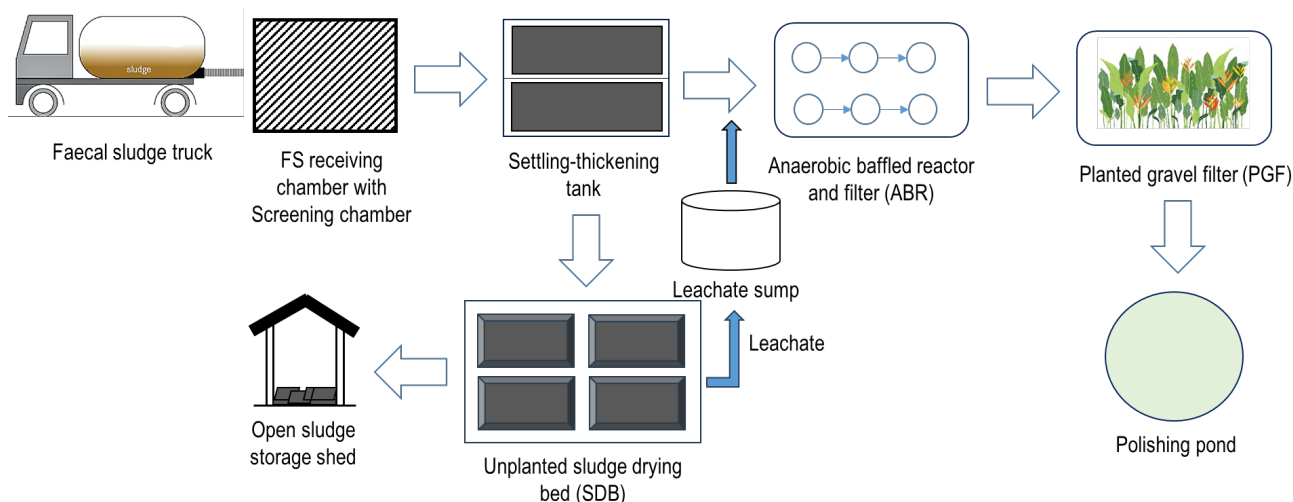 sludge
Faecal sludge truck
FS receiving
chamber with
Screening chamber
Settling-thickening
tank
Anaerobic baffled reactor
and filter (ABR)
Planted gravel filter (PGF)
Leachate sump
Leachate
Open sludge
storage shed
Unplanted sludge drying
bed (SDB)
Polishing pond